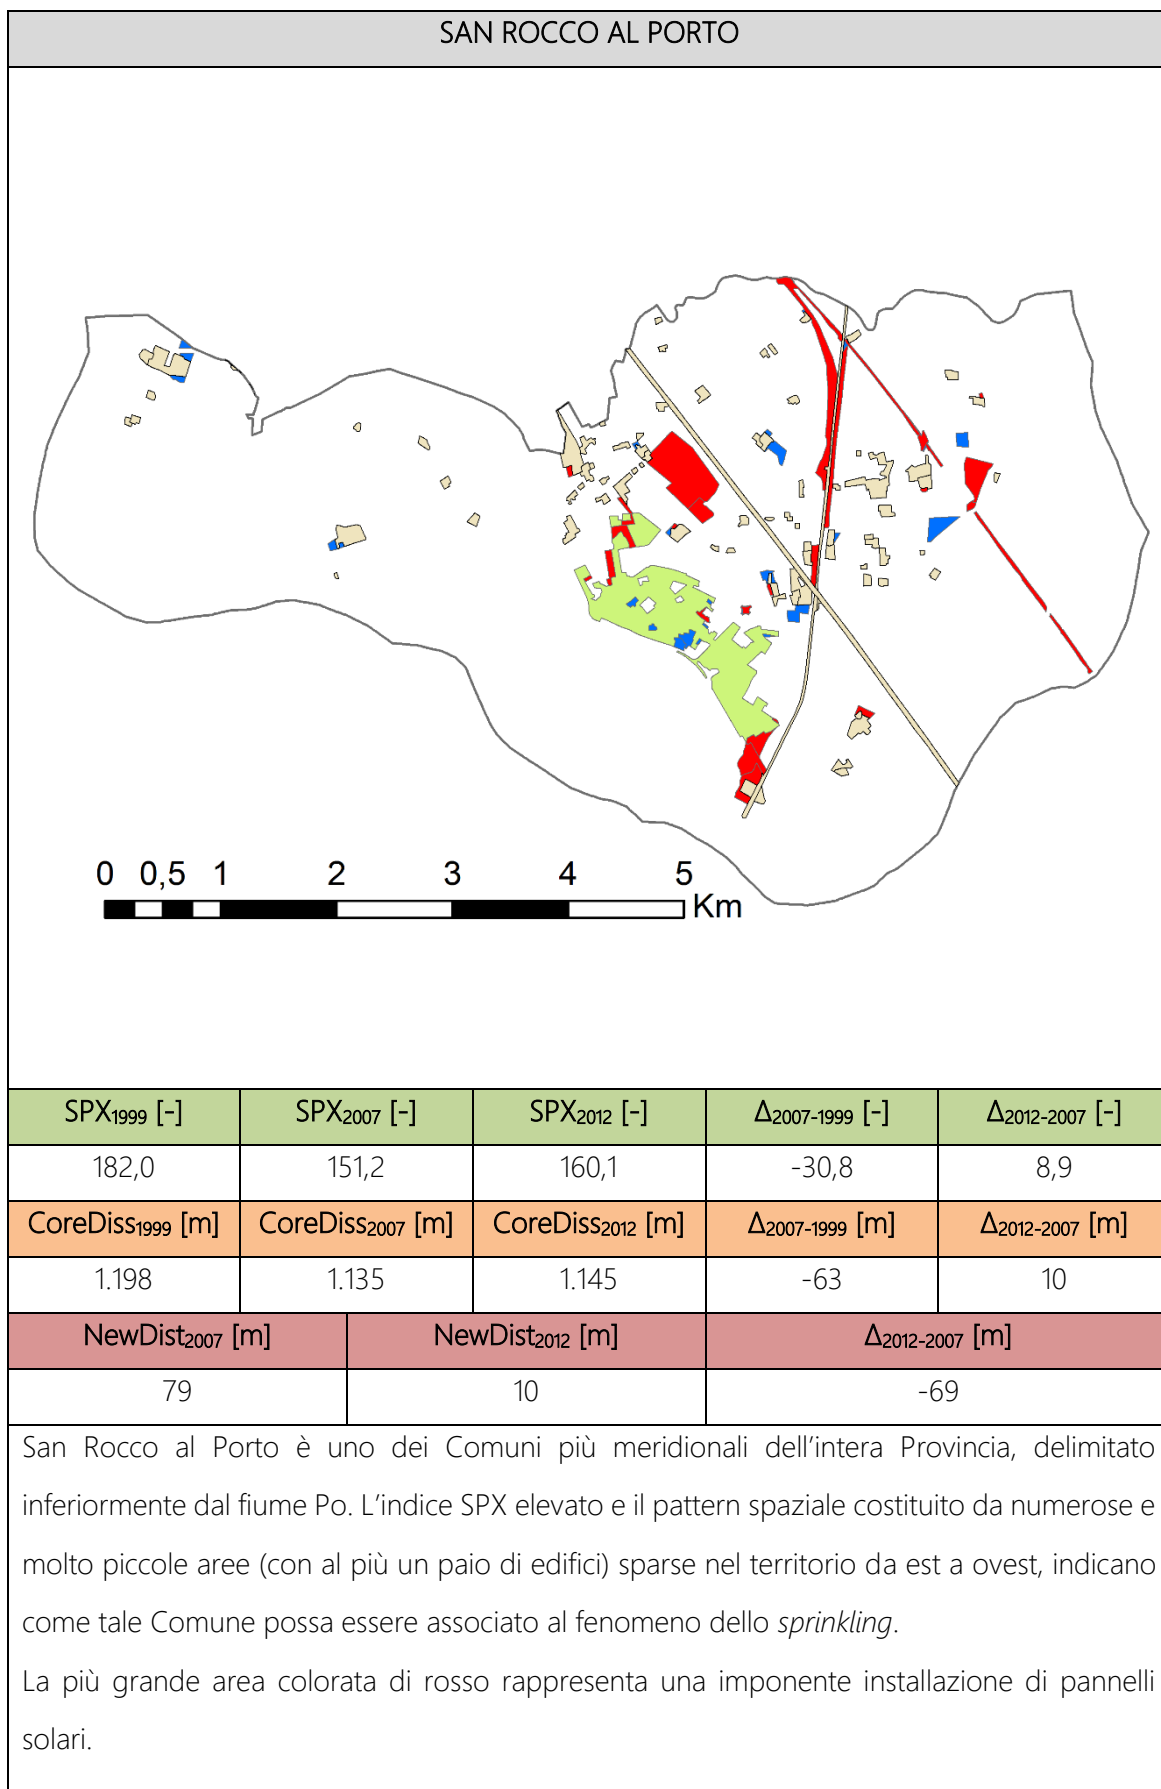 SAN ROCCO AL PORTO
0 0,5 1 2 3 4 5
Km
SPX1999 [-] SPX2007 [-] SPX2012 [-] Δ2007-1999 [-] Δ2012-2007 [-]
182,0 151,2 160,1 -30,8 8,9
CoreDiss1999 [m] CoreDiss2007 [m] CoreDiss2012 [m] Δ2007-1999 [m] Δ2012-2007 [m]
1.198 1.135 1.145 -63 10
NewDist2007 [m] NewDist2012 [m] Δ2012-2007 [m]
79 10 -69
San Rocco al Porto è uno dei Comuni più meridionali dell’intera Provincia, delimitato
inferiormente dal fiume Po. L’indice SPX elevato e il pattern spaziale costituito da numerose e
molto piccole aree (con al più un paio di edifici) sparse nel territorio da est a ovest, indicano
come tale Comune possa essere associato al fenomeno dello sprinkling.
La più grande area colorata di rosso rappresenta una imponente installazione di pannelli
solari.